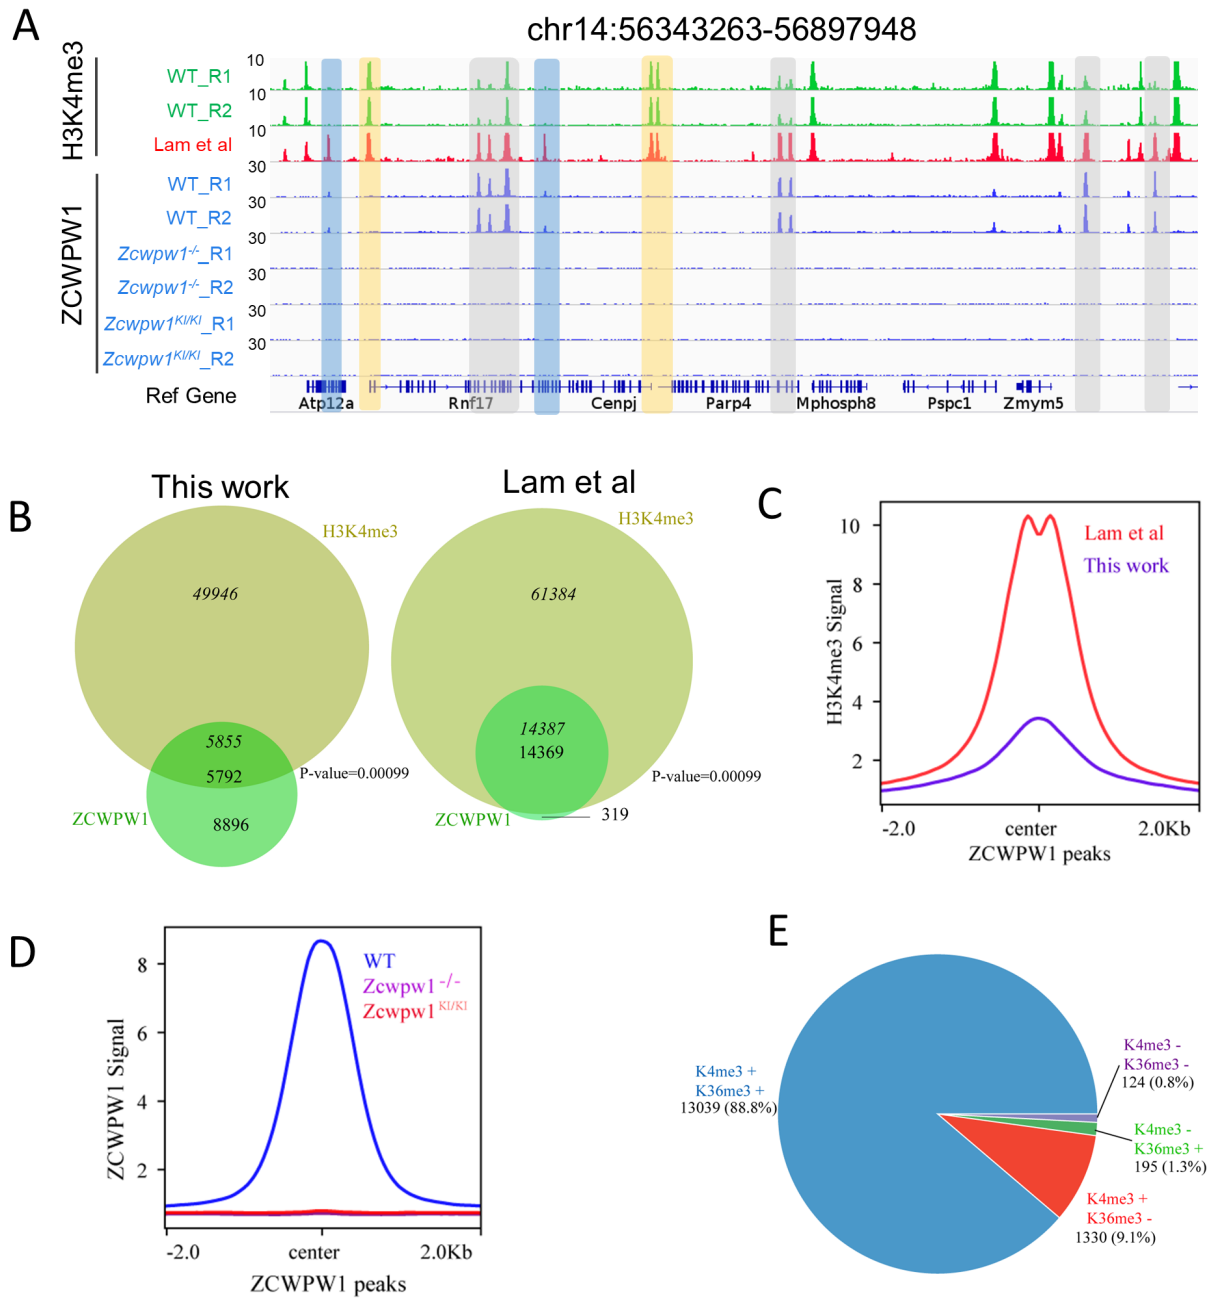 A
chr14:56343263-56897948
H3K4me3
10
WT_R1
10
WT_R2
10
Lam et al
ZCWPW1
30
WT_R1
30
WT_R2
30
Zcwpw1-/-_R1
30
Zcwpw1-/-_R2
30
Zcwpw1KI/KI_R1
30
Zcwpw1KI/KI_R2
Ref Gene
Atp12a Rnf17 Cenpj Parp4 Mphosph8 Pspc1 Zmym5
B
This work
H3K4me3
49946
5855
5792
P-value=0.00099
ZCWPW1
8896
Lam et al
H3K4me3
61384
14387
14369
P-value=0.00099
ZCWPW1
319
C
H3K4me3 Signal
10
8
6
4
2
Lam et al
This work
-2.0 center 2.0Kb
ZCWPW1 peaks
D
ZCWPW1 Signal
8
6
4
2
WT
Zcwpw1 -/-
Zcwpw1 KI/KI
-2.0 center 2.0Kb
ZCWPW1 peaks
E
K4me3 +
K36me3 +
13039 (88.8%)
K4me3 -
K36me3 -
124 (0.8%)
K4me3 -
K36me3 +
195 (1.3%)
K4me3 +
K36me3 -
1330 (9.1%)